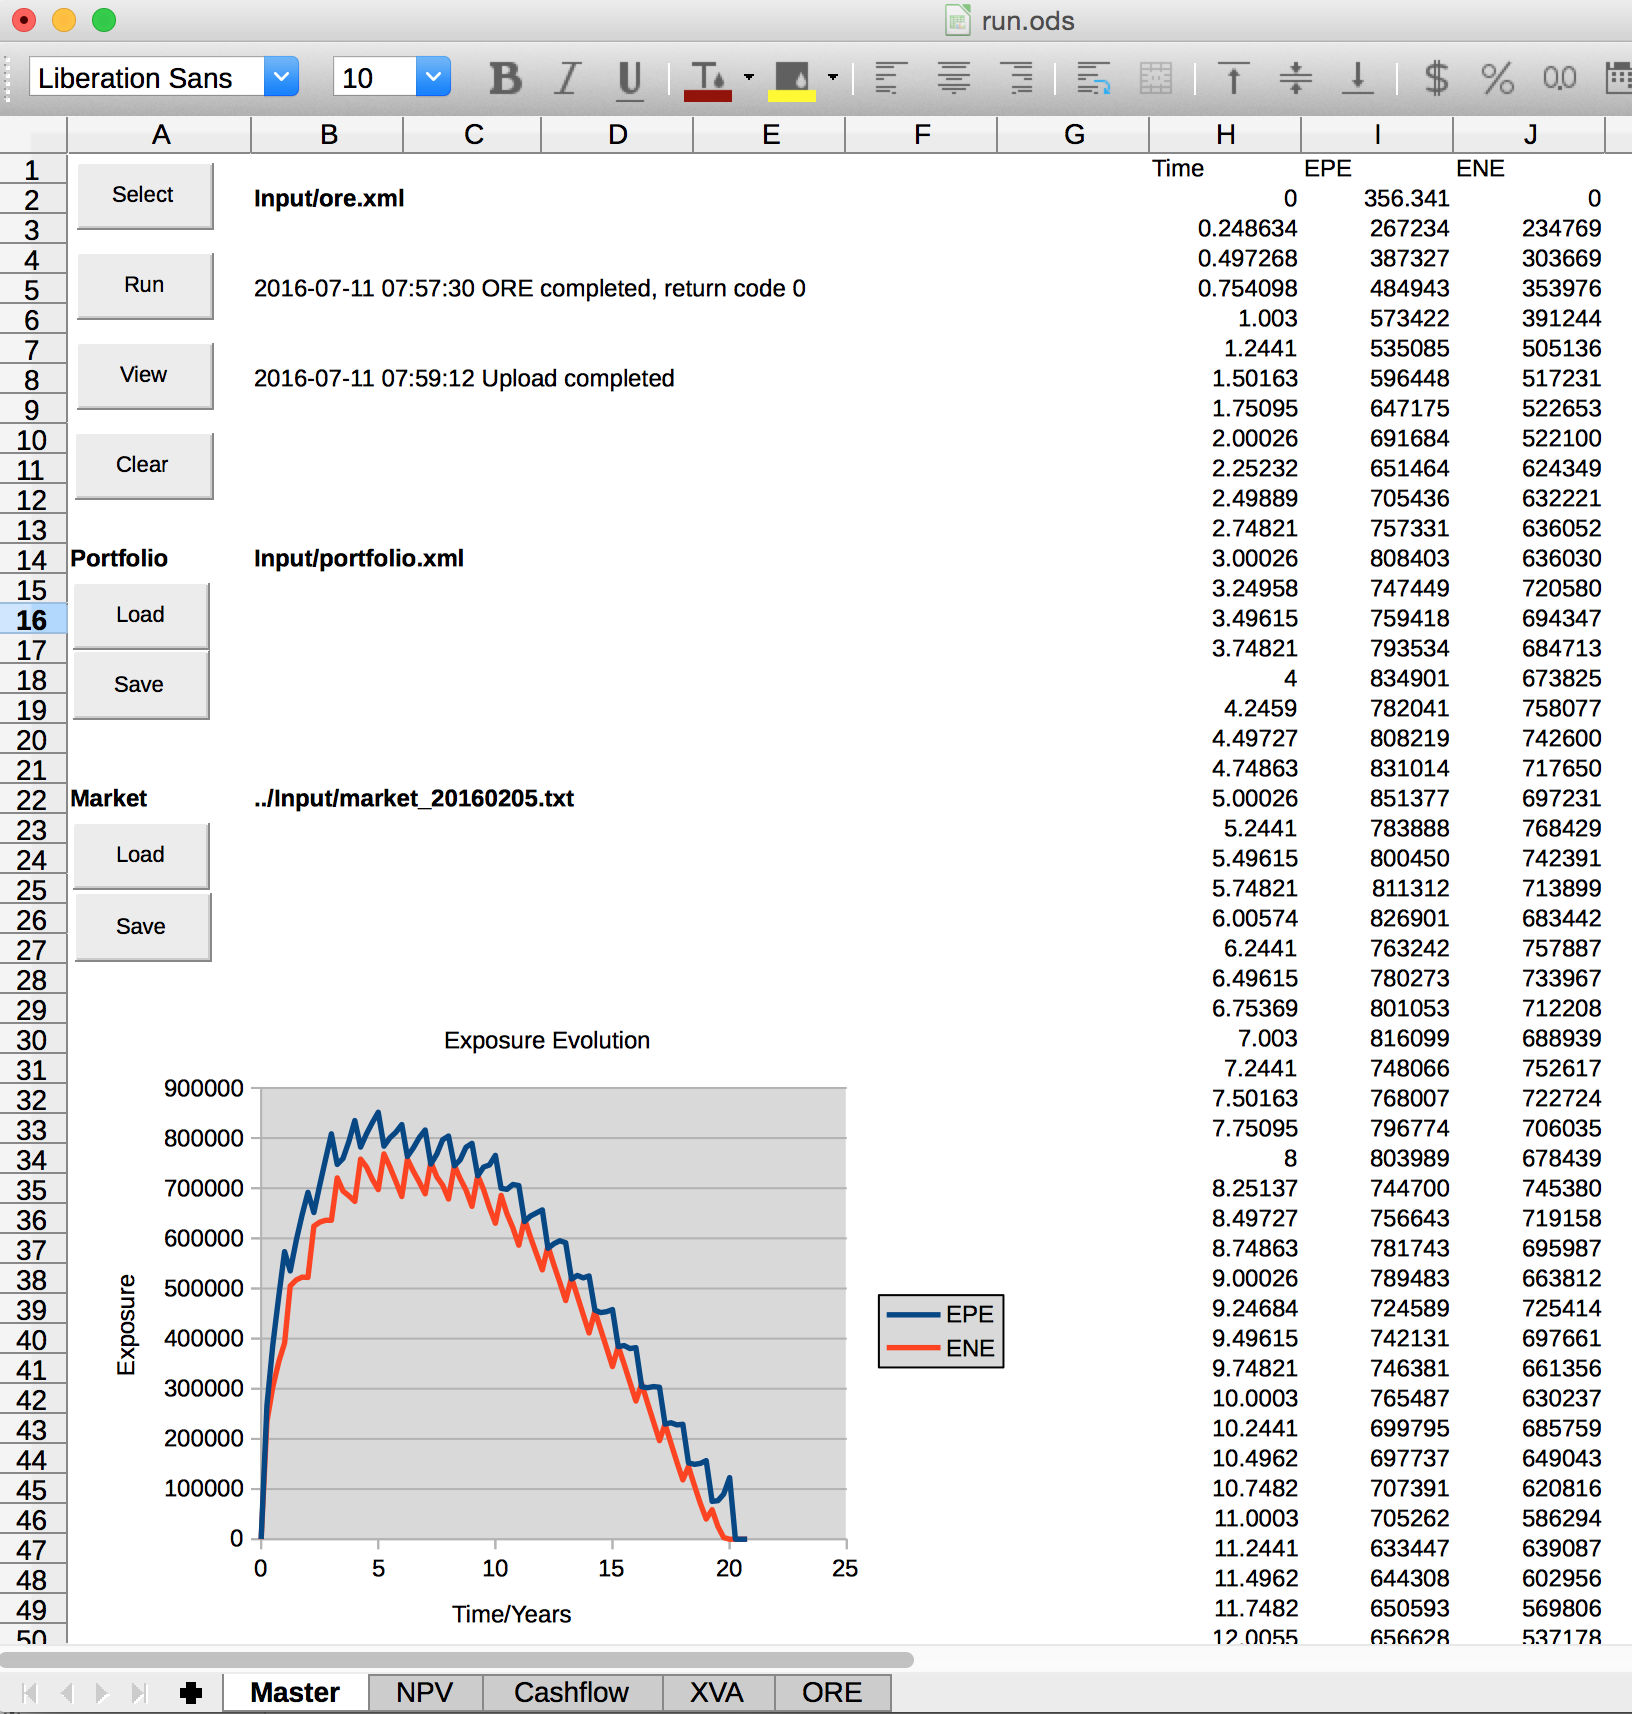 run.ods
Liberation Sans 10 B I U $ % 0.0
A B C D E F G H I J
1 Time EPE ENE
Select
2 Input/ore.xml 0 356.341 0
3 0.248634 267234 234769
4 0.497268 387327 303669
5 Run 2016-07-11 07:57:30 ORE completed, return code 0 0.754098 484943 353976
6 1.003 573422 391244
7 1.2441 535085 505136
8 View 2016-07-11 07:59:12 Upload completed 1.50163 596448 517231
9 1.75095 647175 522653
10 2.00026 691684 522100
11 Clear 2.25232 651464 624349
12 2.49889 705436 632221
13 2.74821 757331 636052
14 Portfolio Input/portfolio.xml 3.00026 808403 636030
15 3.24958 747449 720580
16 Load 3.49615 759418 694347
17 3.74821 793534 684713
18 Save 4 834901 673825
19 4.2459 782041 758077
20 4.49727 808219 742600
21 4.74863 831014 717650
22 Market ../Input/market_20160205.txt 5.00026 851377 697231
23 5.2441 783888 768429
24 Load 5.49615 800450 742391
25 5.74821 811312 713899
26 Save 6.00574 826901 683442
27 6.2441 763242 757887
28 6.49615 780273 733967
29 6.75369 801053 712208
30 Exposure Evolution 7.003 816099 688939
31 7.2441 748066 752617
32 7.50163 768007 722724
33 7.75095 796774 706035
34 8 803989 678439
35 8.25137 744700 745380
36 8.49727 756643 719158
37 8.74863 781743 695987
38 9.00026 789483 663812
39 9.24684 724589 725414
40 9.49615 742131 697661
41 9.74821 746381 661356
42 10.0003 765487 630237
43 10.2441 699795 685759
44 10.4962 697737 649043
45 10.7482 707391 620816
46 11.0003 705262 586294
47 11.2441 633447 639087
48 11.4962 644308 602956
49 11.7482 650593 569806
50 12.0055 656628 537178
900000
800000
700000
600000
500000
400000
300000
200000
100000
0
Exposure
EPE
ENE
0 5 10 15 20 25
Time/Years
Master NPV Cashflow XVA ORE